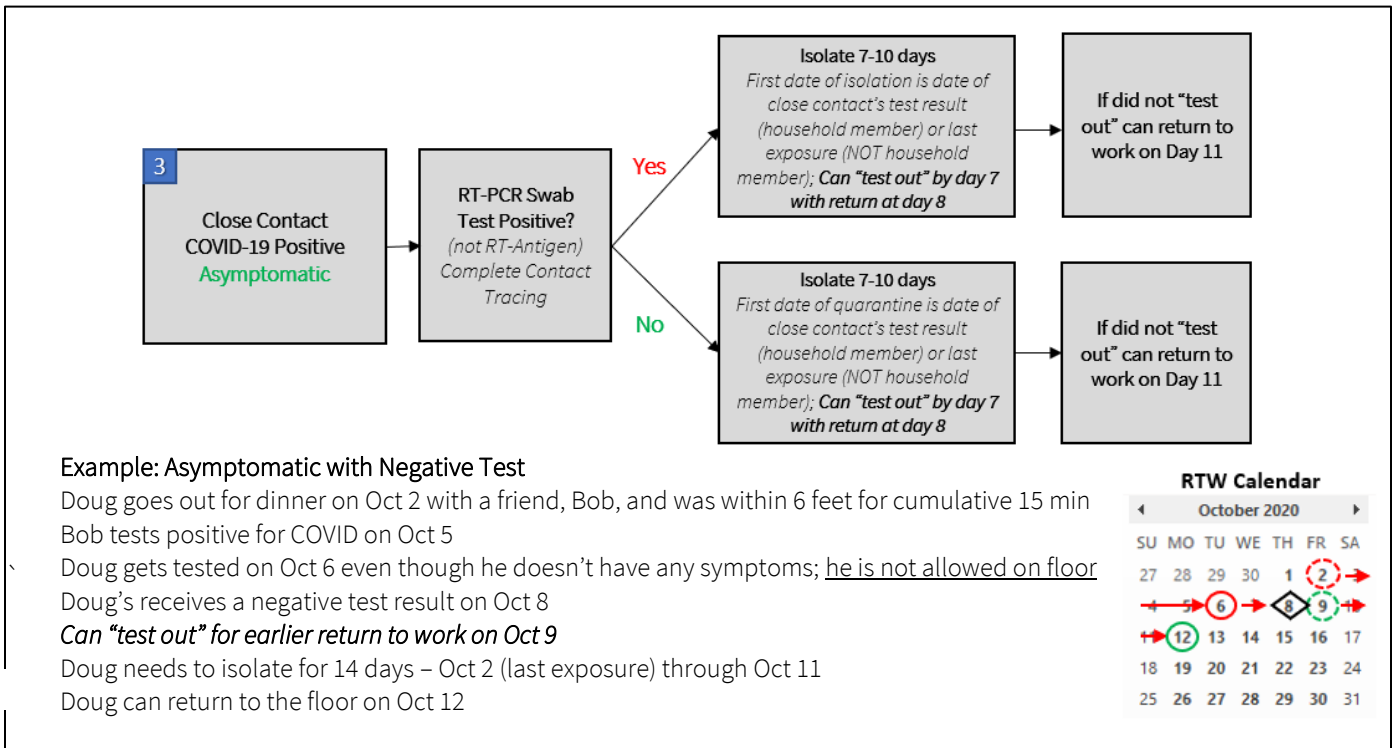 3
Close Contact
COVID-19 Positive
Asymptomatic
RT-PCR Swab
Test Positive?
(not RT-Antigen)
Complete Contact
Tracing
Yes
No
Isolate 7-10 days
First date of isolation is date of
close contact's test result
(household member) or last
exposure (NOT household
member); Can "test out" by day 7
with return at day 8
If did not "test
out" can return to
work on Day 11
Isolate 7-10 days
First date of quarantine is date of
close contact's test result
(household member) or last
exposure (NOT household
member); Can "test out" by day 7
with return at day 8
If did not "test
out" can return to
work on Day 11
Example: Asymptomatic with Negative Test
Doug goes out for dinner on Oct 2 with a friend, Bob, and was within 6 feet for cumulative 15 min
Bob tests positive for COVID on Oct 5
` Doug gets tested on Oct 6 even though he doesn't have any symptoms; he is not allowed on floor
Doug's receives a negative test result on Oct 8
Can "test out" for earlier return to work on Oct 9
Doug needs to isolate for 14 days – Oct 2 (last exposure) through Oct 11
Doug can return to the floor on Oct 12
RTW Calendar
October 2020
SU MO TU WE TH FR SA
27 28 29 30 1 2 3
4 5 6 8 9 10
12 13 14 15 16 17
18 19 20 21 22 23 24
25 26 27 28 29 30 31